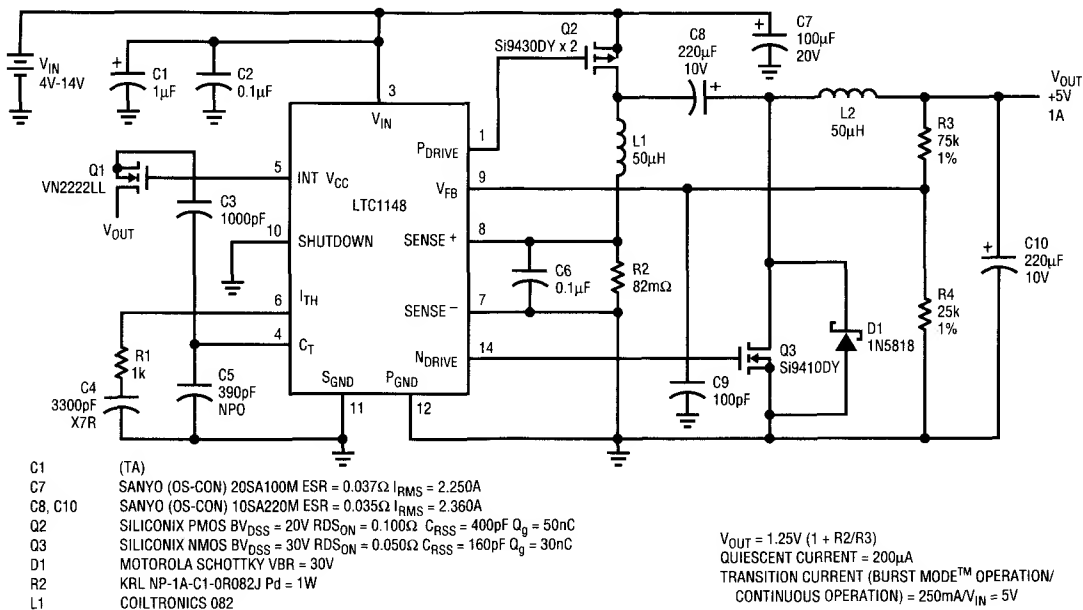 Q2
Si9430DY x 2
C8
220µF
10V
+
C7
100µF
20V
VIN
4V-14V
+
C1
1µF
C2
0.1µF
VOUT
+5V
1A
3
VIN
1
PDRIVE
L1
50µH
L2
50µH
R3
75k
1%
Q1
VN2222LL
5
INT VCC
9
VFB
LTC1148
C3
1000pF
VOUT
10
SHUTDOWN
8
SENSE +
C6
0.1µF
R2
82mΩ
+
C10
220µF
10V
6
ITH
7
SENSE –
R4
25k
1%
D1
1N5818
4
CT
14
NDRIVE
Q3
Si9410DY
R1
1k
C4
3300pF
X7R
C5
390pF
NPO
SGND
PGND
11
12
C9
100pF
+
C1 (TA)
C7 SANYO (OS-CON) 20SA100M ESR = 0.037Ω IRMS = 2.250A
C8, C10 SANYO (OS-CON) 10SA220M ESR = 0.035Ω IRMS = 2.360A
Q2 SILICONIX PMOS BVDSS = 20V RDSON = 0.100Ω CRSS = 400pF Qg = 50nC
Q3 SILICONIX NMOS BVDSS = 30V RDSON = 0.050Ω CRSS = 160pF Qg = 30nC
D1 MOTOROLA SCHOTTKY VBR = 30V
R2 KRL NP-1A-C1-0R082J Pd = 1W
L1 COILTRONICS 082
VOUT = 1.25V (1 + R2/R3)
QUIESCENT CURRENT = 200µA
TRANSITION CURRENT (BURST MODE™ OPERATION/
CONTINUOUS OPERATION) = 250mA/VIN = 5V